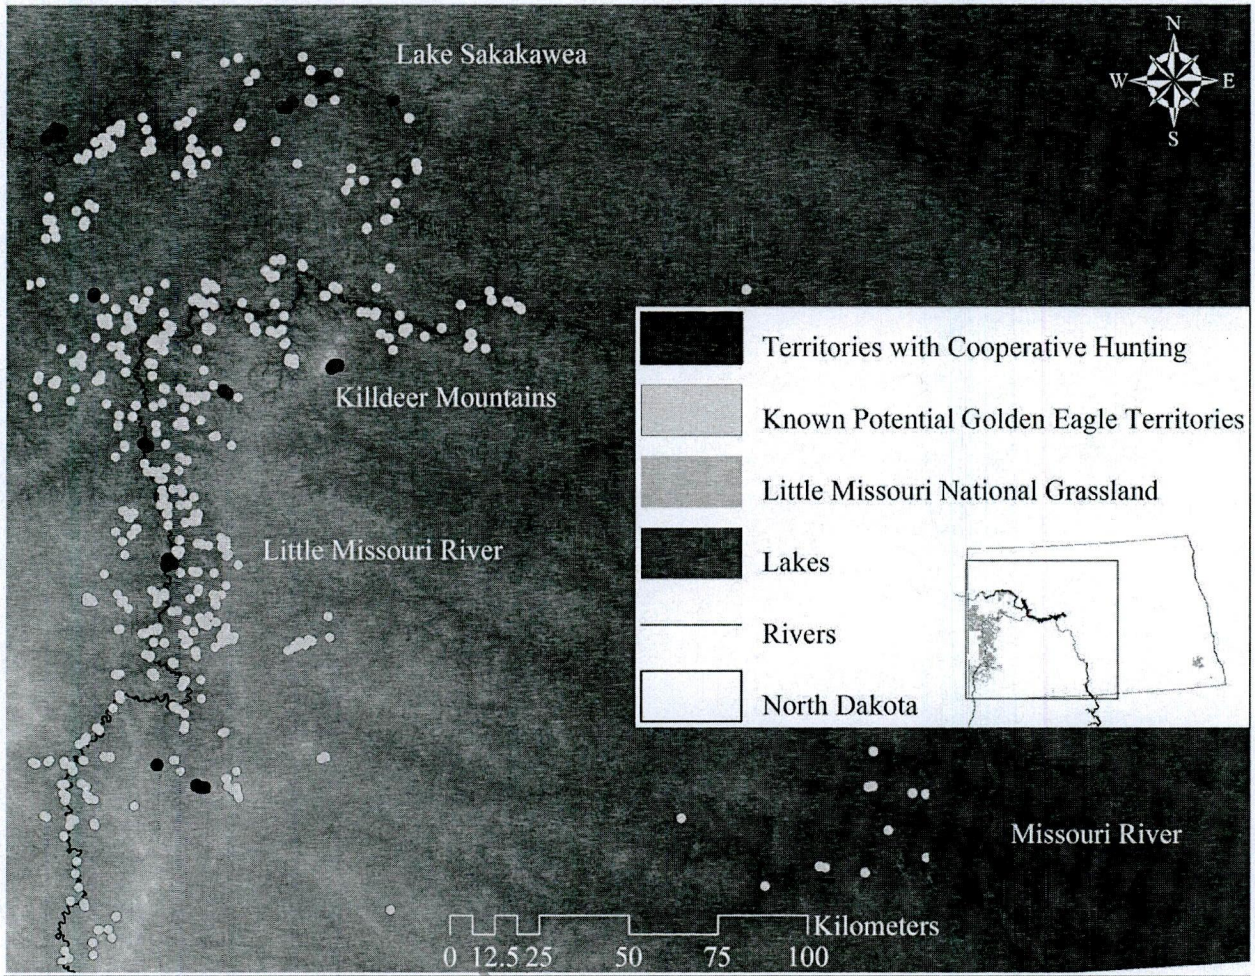 Lake Sakakawea
N
W E
S
Killdeer Mountains
Little Missouri River
Territories with Cooperative Hunting
Known Potential Golden Eagle Territories
Little Missouri National Grassland
Lakes
Rivers
North Dakota
Missouri River
Kilometers
0 12.5 25 50 75 100